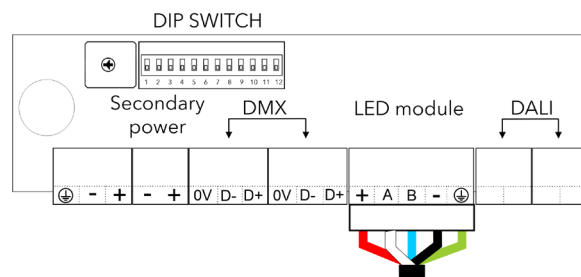 DIP SWITCH
1 2 3 4 5 6 7 8 9 10 11 12
Secondary power
DMX
LED module
DALI
- + - + 0V D- D+ 0V D- D+ + A B -